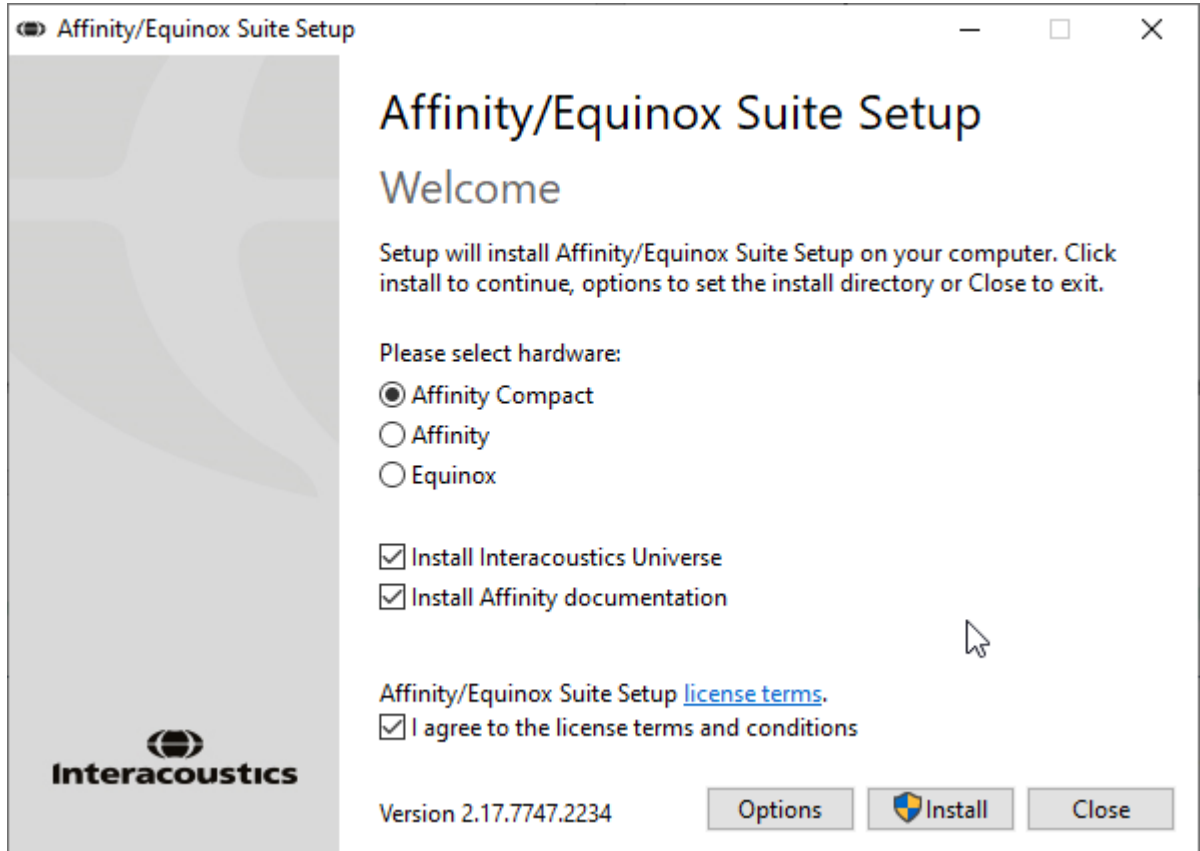 Affinity/Equinox Suite Setup
Affinity/Equinox Suite Setup
Welcome
Setup will install Affinity/Equinox Suite Setup on your computer. Click
install to continue, options to set the install directory or Close to exit.
Please select hardware:
Affinity Compact
Affinity
Equinox
Install Interacoustics Universe
Install Affinity documentation
Affinity/Equinox Suite Setup license terms.
I agree to the license terms and conditions
Interacoustics
Version 2.17.7747.2234
Options
Install
Close